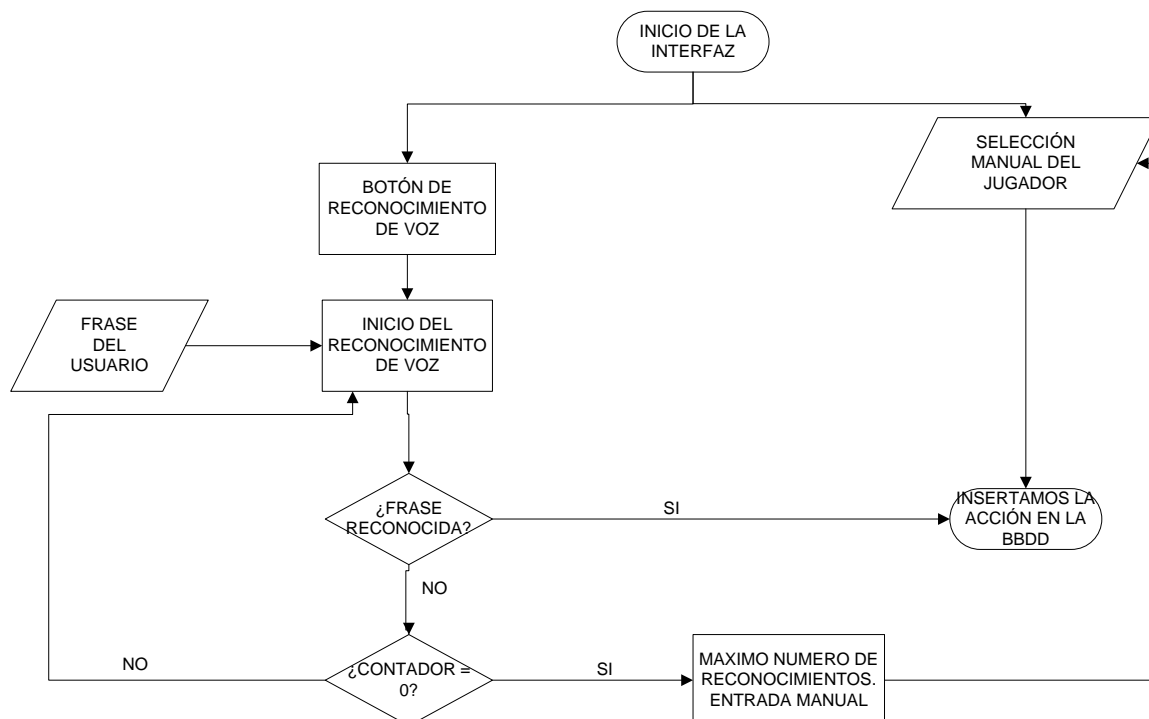 INICIO DE LA
INTERFAZ
SELECCIÓN
MANUAL DEL
JUGADOR
BOTÓN DE
RECONOCIMIENTO
DE VOZ
FRASE
DEL
USUARIO
INICIO DEL
RECONOCIMIENTO
DE VOZ
¿FRASE
RECONOCIDA?
SI
INSERTAMOS LA
ACCIÓN EN LA
BBDD
NO
NO
¿CONTADOR =
0?
SI
MAXIMO NUMERO DE
RECONOCIMIENTOS.
ENTRADA MANUAL